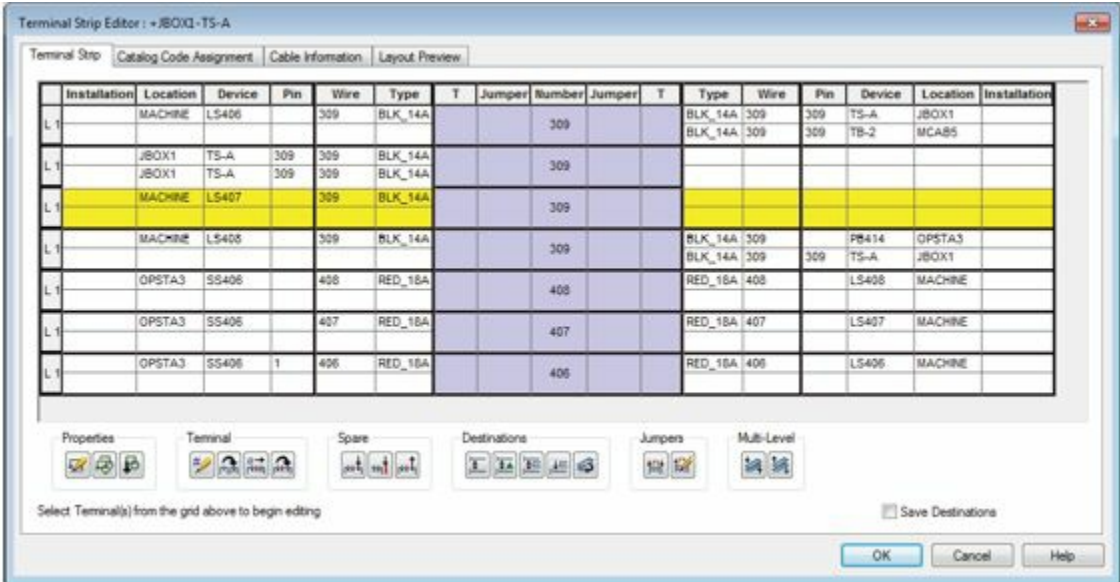 Terminal Strip Editor : +JBOX1-TS-A
Terminal Strip Catalog Code Assignment Cable Information Layout Preview
Installation Location Device Pin Wire Type T Jumper Number Jumper T Type Wire Pin Device Location Installation
L 1 MACHINE LS406 309 BLK_14A 309 BLK_14A 309 309 TS-A JBOX1
BLK_14A 309 309 TB-2 MCAB5
L 1 JBOX1 TS-A 309 309 BLK_14A 309
JBOX1 TS-A 309 309 BLK_14A
L 1 MACHINE LS407 309 BLK_14A 309
L 1 MACHINE LS408 309 BLK_14A 309 BLK_14A 309 PB414 OPSTA3
BLK_14A 309 309 TS-A JBOX1
L 1 OPSTA3 SS406 408 RED_18A 408 RED_18A 408 LS408 MACHINE
L 1 OPSTA3 SS406 407 RED_18A 407 RED_18A 407 LS407 MACHINE
L 1 OPSTA3 SS406 1 406 RED_18A 406 RED_18A 406 LS406 MACHINE
Properties Terminal Spare Destinations Jumpers Multi-Level
Select Terminal(s) from the grid above to begin editing Save Destinations
OK Cancel Help